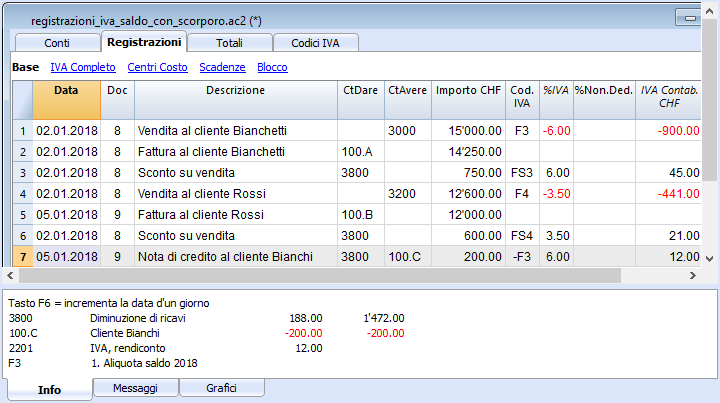 registrazioni_iva_saldo_con_scorporo.ac2 (*)
Conti Registrazioni Totali Codici IVA
Base IVA Completo Centri Costo Scadenze Blocco
Data Doc Descrizione CtDare CtAvere Importo CHF Cod. IVA %IVA %Non.Ded. IVA Contab. CHF
1 02.01.2018 8 Vendita al cliente Bianchetti 3000 15'000.00 F3 -6.00 -900.00
2 02.01.2018 8 Fattura al cliente Bianchetti 100.A 14'250.00
3 02.01.2018 8 Sconto su vendita 3800 750.00 FS3 6.00 45.00
4 02.01.2018 8 Vendita al cliente Rossi 3200 12'600.00 F4 -3.50 -441.00
5 05.01.2018 9 Fattura al cliente Rossi 100.B 12'000.00
6 02.01.2018 8 Sconto su vendita 3800 600.00 FS4 3.50 21.00
7 05.01.2018 9 Nota di credito al cliente Bianchi 3800 100.C 200.00 -F3 6.00 12.00
Tasto F6 = incrementa la data d'un giorno
3800 Diminuzione di ricavi 188.00 1'472.00
100.C Cliente Bianchi -200.00 -200.00
2201 IVA, rendiconto 12.00
F3 1. Aliquota saldo 2018
Info Messaggi Grafici